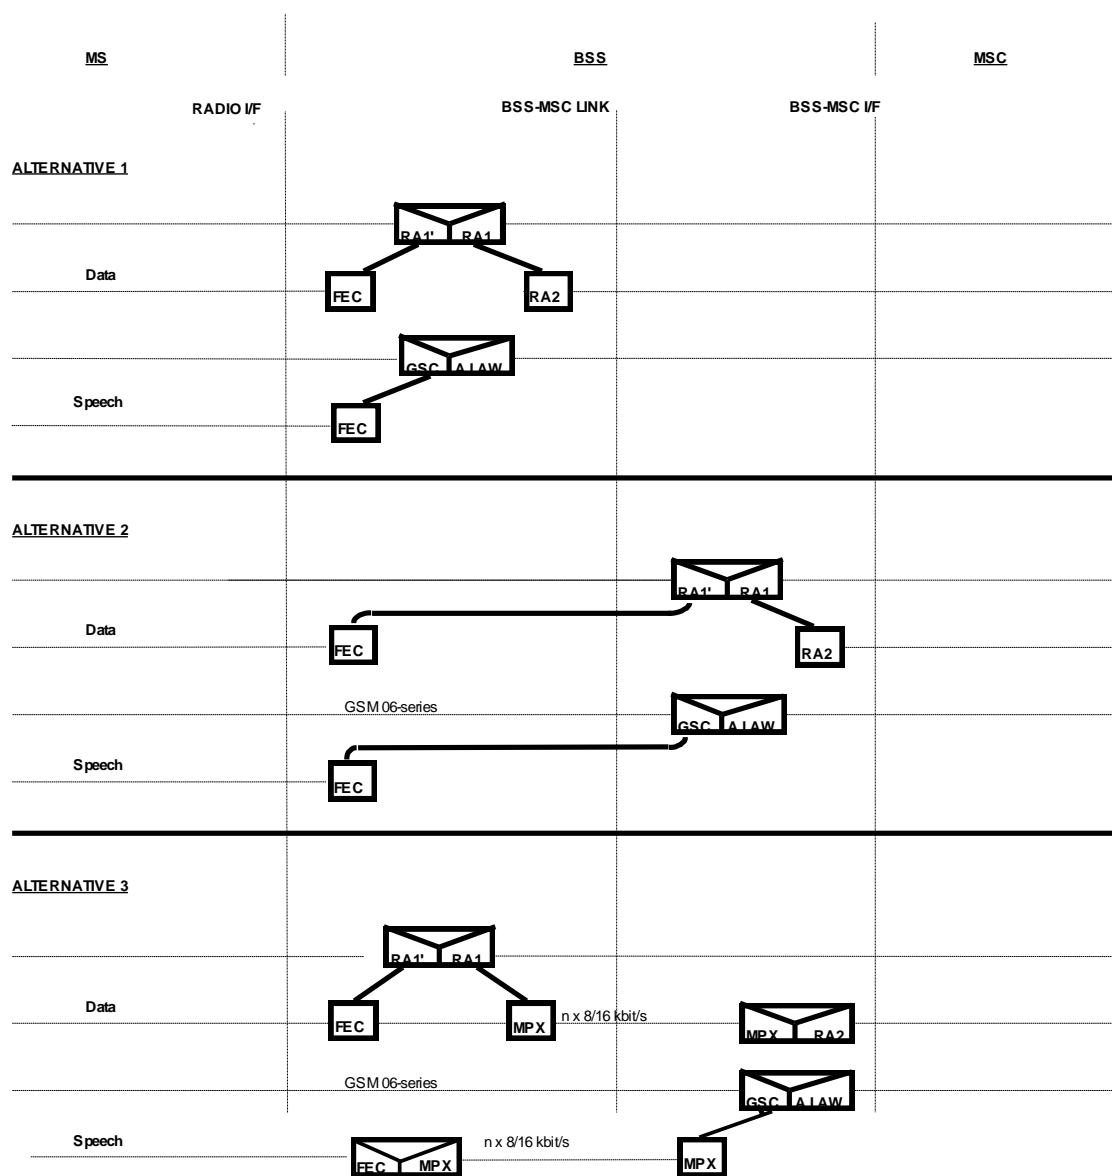 MS BSS MSC
RADIO I/F BSS-MSC LINK BSS-MSC I/F
ALTERNATIVE 1
RA1' RA1
Data
FEC RA2
GSC A LAW
Speech
FEC
ALTERNATIVE 2
RA1' RA1
Data
FEC RA2
GSM 06-series
GSC A LAW
Speech
FEC
ALTERNATIVE 3
RA1' RA1
Data
FEC MPX n x 8/16 kbit/s MPX RA2
GSM 06-series
GSC A LAW
Speech n x 8/16 kbit/s
FEC MPX MPX